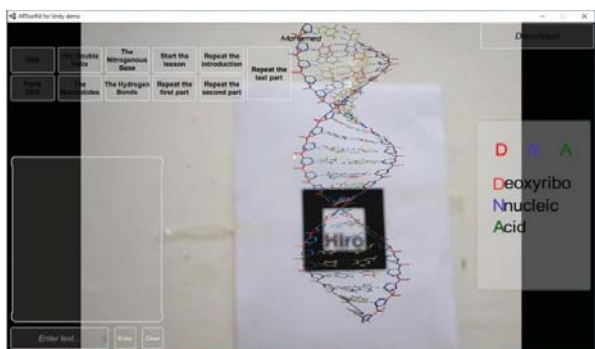 ARToolKit for Unity demo
Mohamed
Disconnect
DNA
The Double
Helix
The
Nitrogenous
Base
Start the
lesson
Repeat the
introduction
Repeat the
last part
Parts
DNA
The
Nucleotides
The Hydrogen
Bonds
Repeat the
first part
Repeat the
second part
D N A
Deoxyribo
Nnucleic
Acid
Hiro
Enter text...
Enter
Clear